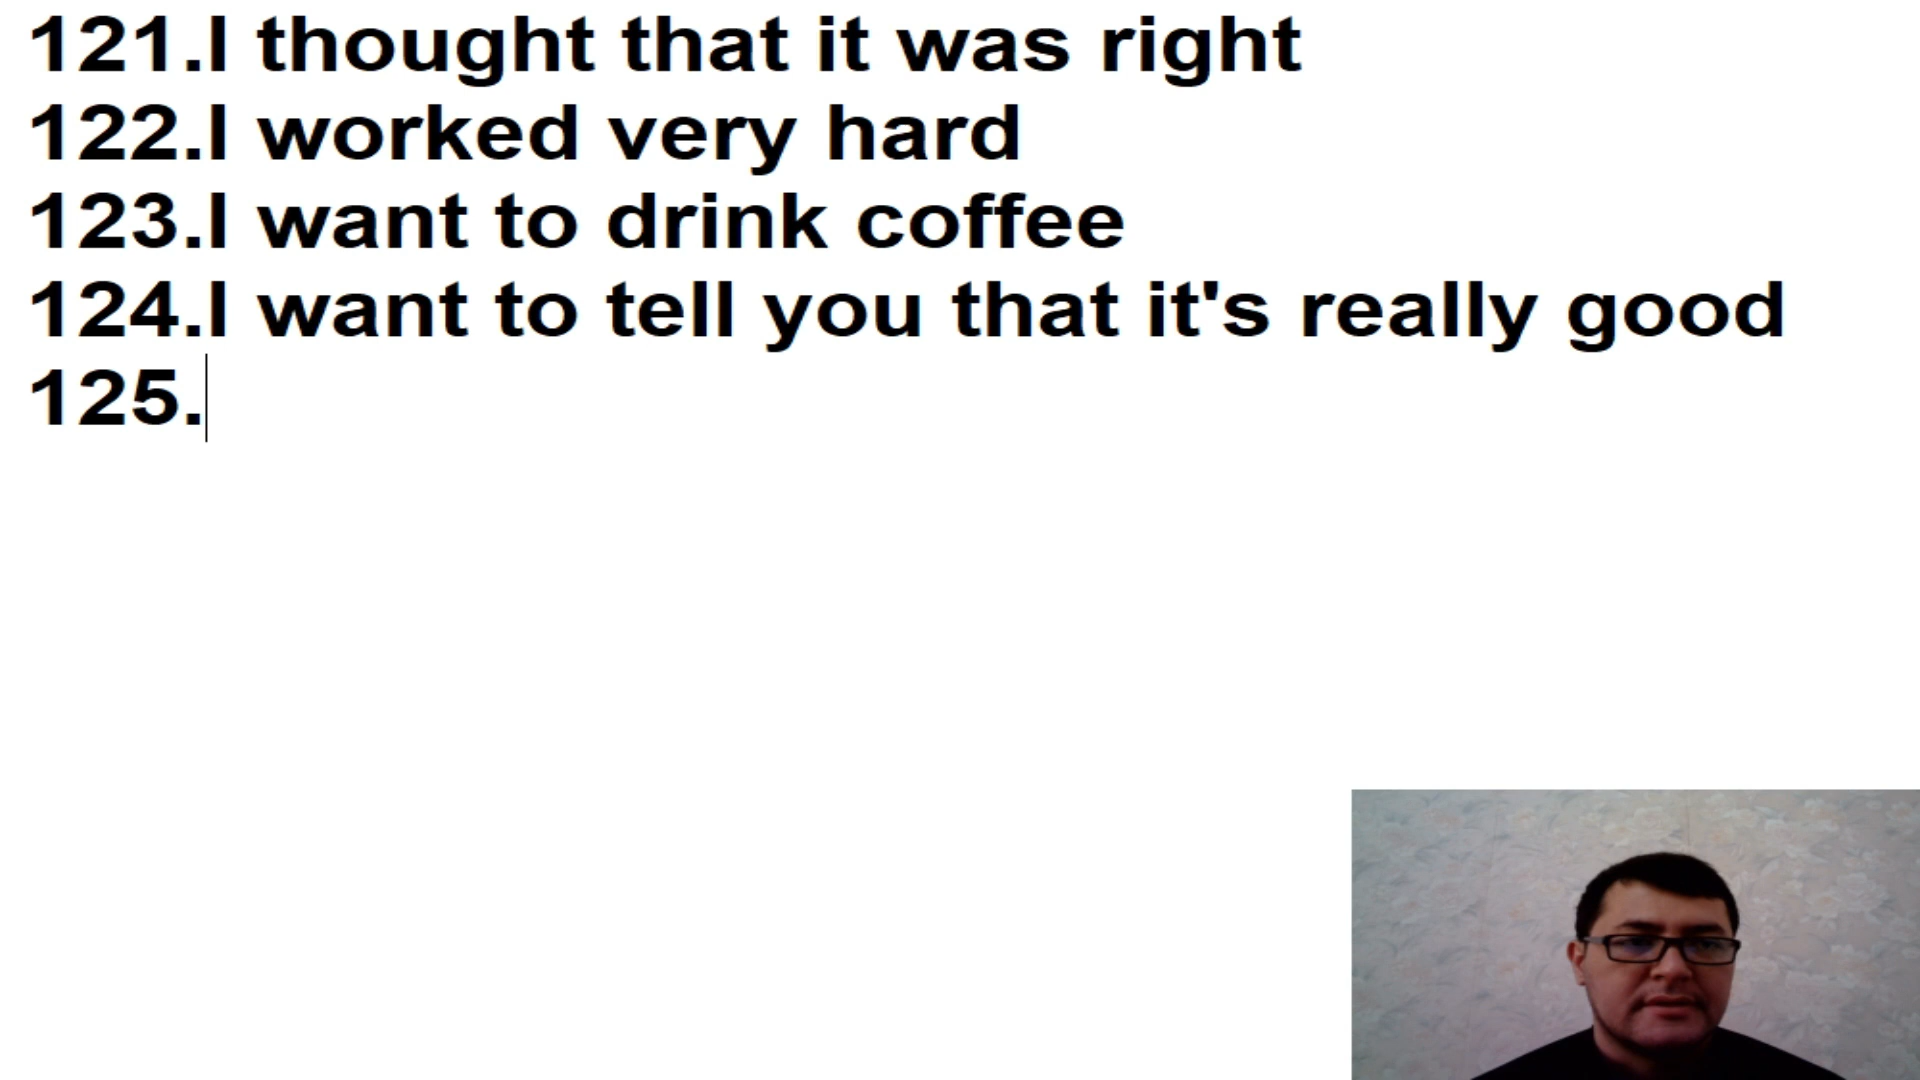 121.I thought that it was right
122.I worked very hard
123.I want to drink coffee
124.I want to tell you that it's really good
125.